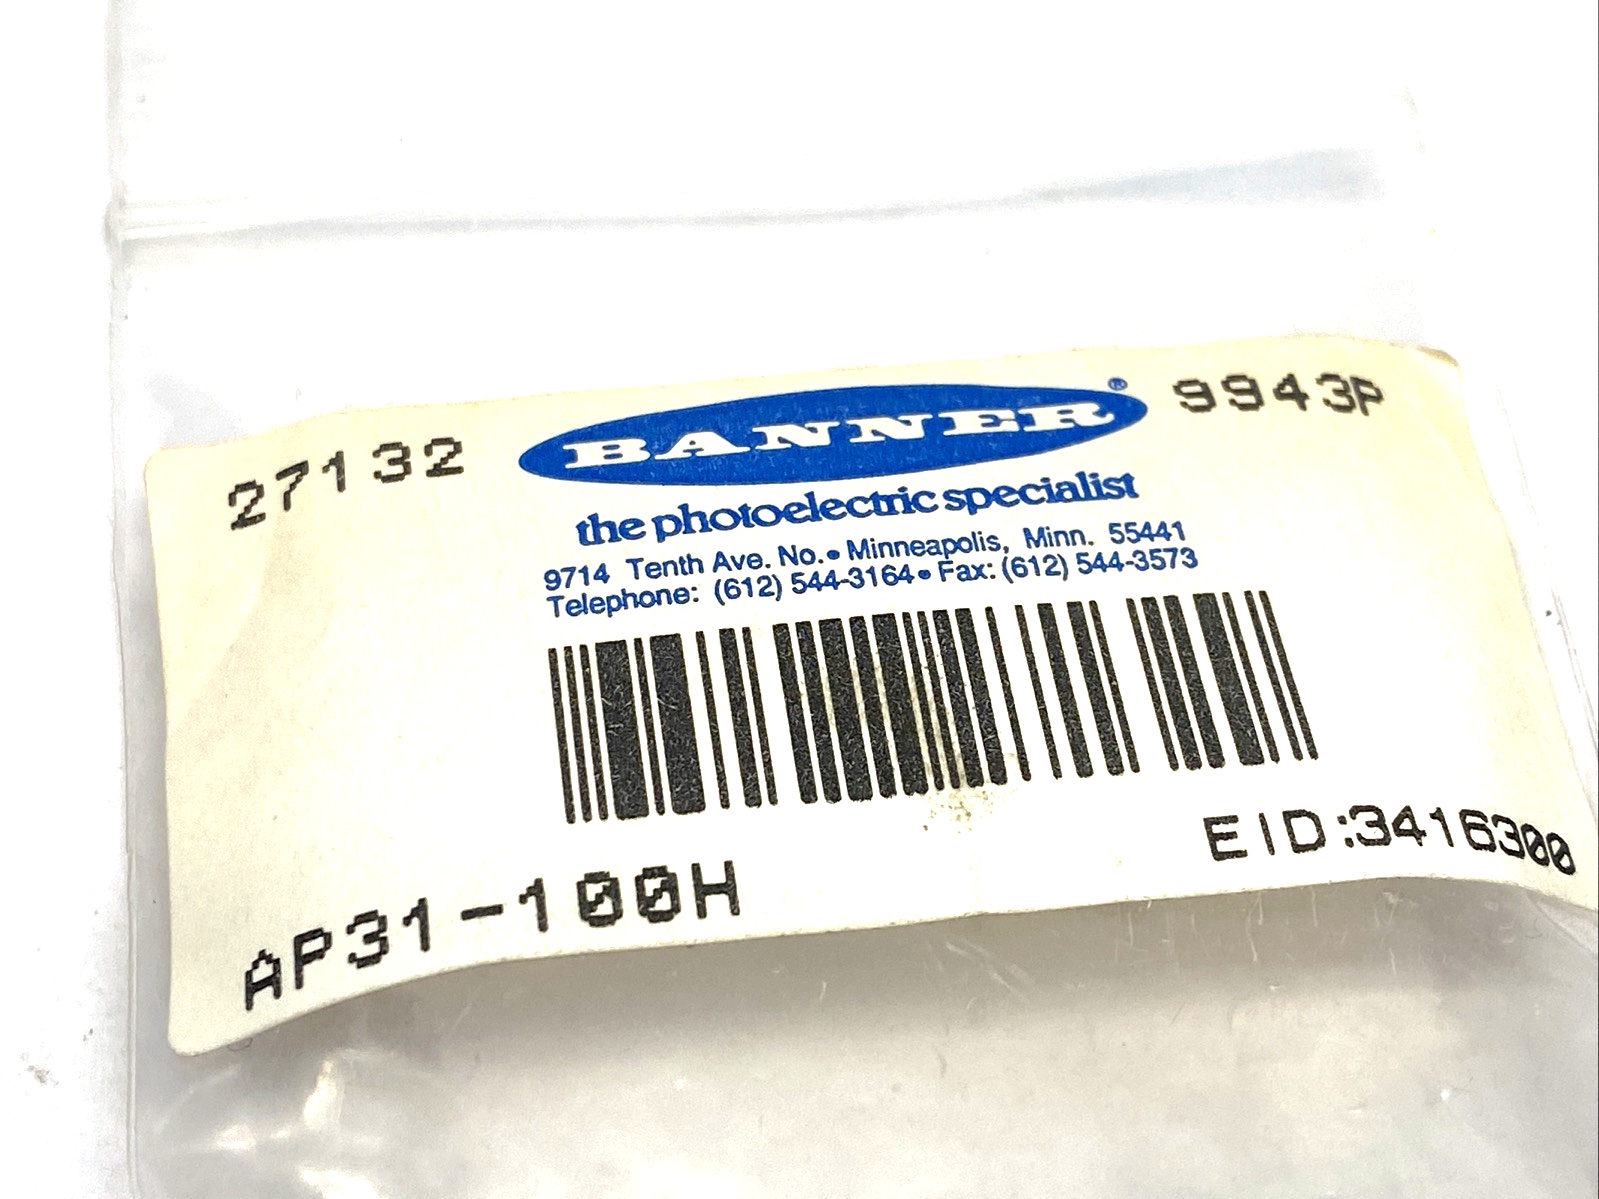 27132 BANNER® 9943P
the photoelectric specialist
9714 Tenth Ave. No. • Minneapolis, Minn. 55441
Telephone: (612) 544-3164 • Fax: (612) 544-3573
AP31-100H EID:3416300